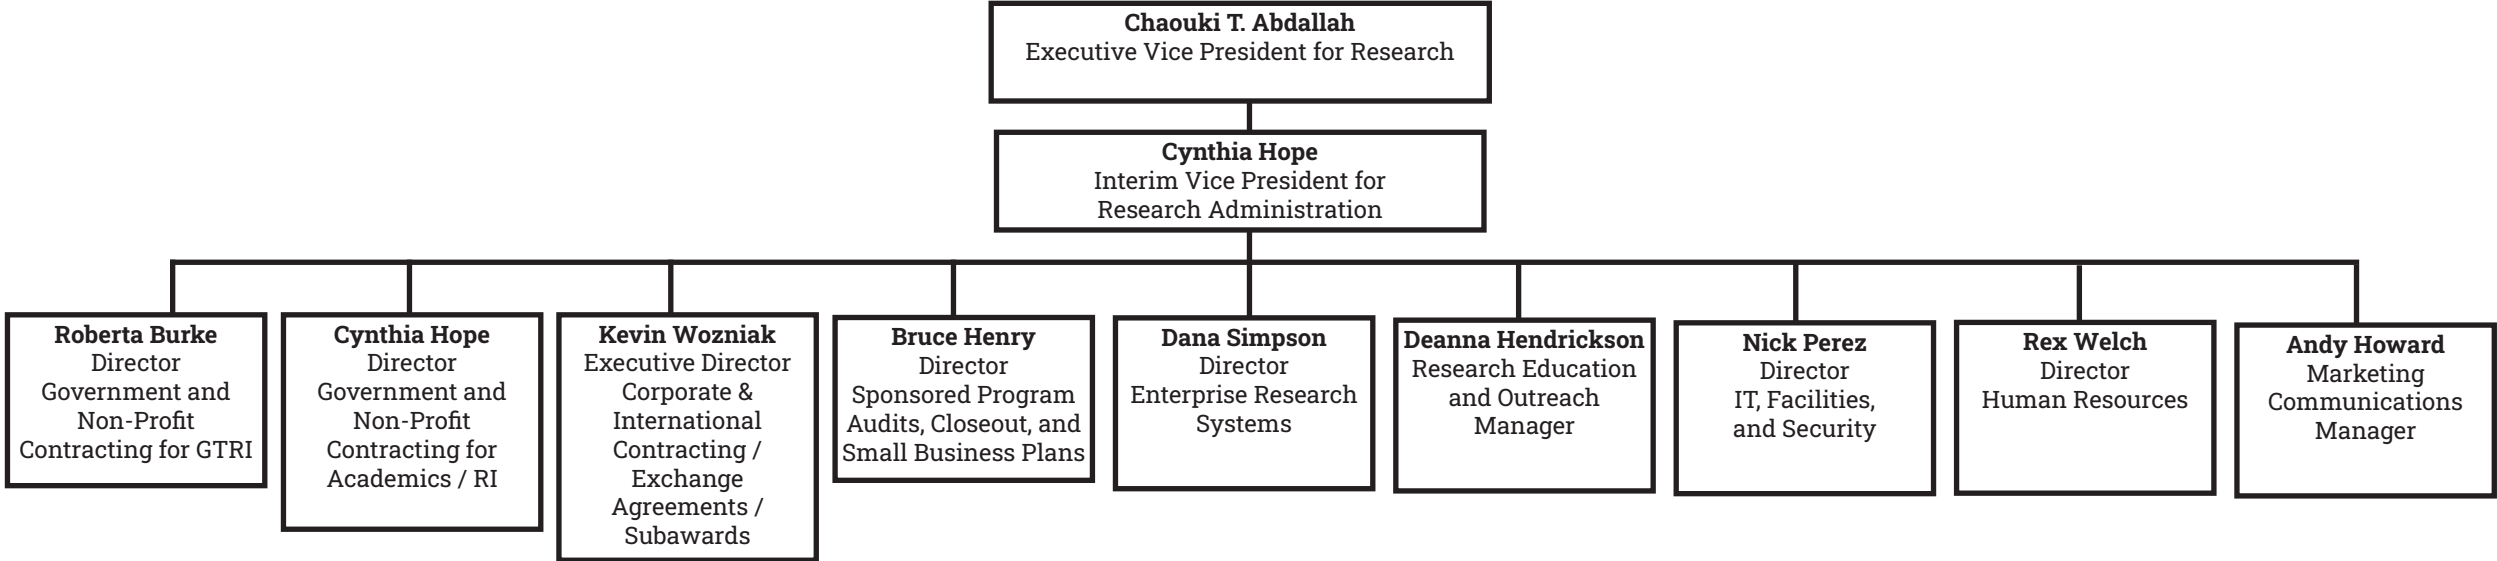 Chaouki T. Abdallah
Executive Vice President for Research
Cynthia Hope
Interim Vice President for
Research Administration
Roberta Burke
Director
Government and
Non-Profit
Contracting for GTRI
Cynthia Hope
Director
Government and
Non-Profit
Contracting for
Academics / RI
Kevin Wozniak
Executive Director
Corporate &
International
Contracting /
Exchange
Agreements /
Subawards
Bruce Henry
Director
Sponsored Program
Audits, Closeout, and
Small Business Plans
Dana Simpson
Director
Enterprise Research
Systems
Deanna Hendrickson
Research Education
and Outreach
Manager
Nick Perez
Director
IT, Facilities,
and Security
Rex Welch
Director
Human Resources
Andy Howard
Marketing
Communications
Manager